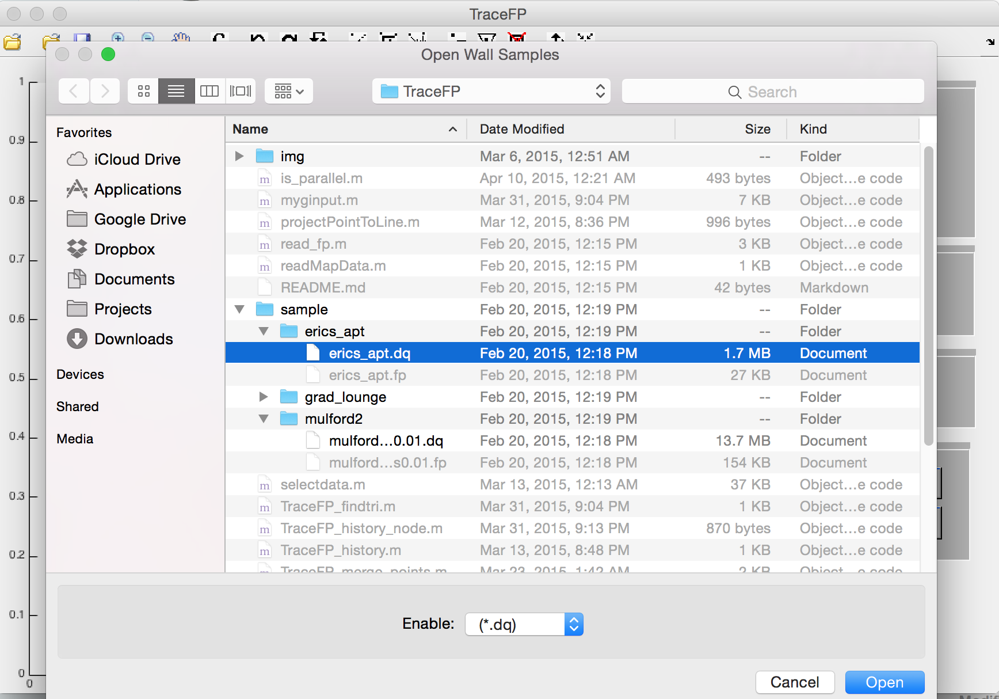 TraceFP
Open Wall Samples
TraceFP
Search
Favorites
iCloud Drive
Applications
Google Drive
Dropbox
Documents
Projects
Downloads
Devices
Shared
Media
Name Date Modified Size Kind
img Mar 6, 2015, 12:51 AM -- Folder
is_parallel.m Apr 10, 2015, 12:21 AM 493 bytes Object...e code
myginput.m Mar 31, 2015, 9:04 PM 7 KB Object...e code
projectPointToLine.m Mar 12, 2015, 8:36 PM 996 bytes Object...e code
read_fp.m Feb 20, 2015, 12:15 PM 3 KB Object...e code
readMapData.m Feb 20, 2015, 12:15 PM 1 KB Object...e code
README.md Feb 20, 2015, 12:15 PM 42 bytes Markdown
sample Feb 20, 2015, 12:19 PM -- Folder
erics_apt Feb 20, 2015, 12:19 PM -- Folder
erics_apt.dq Feb 20, 2015, 12:18 PM 1.7 MB Document
erics_apt.fp Feb 20, 2015, 12:18 PM 27 KB Document
grad_lounge Feb 20, 2015, 12:19 PM -- Folder
mulford2 Feb 20, 2015, 12:19 PM -- Folder
mulford...0.01.dq Feb 20, 2015, 12:18 PM 13.7 MB Document
mulford...s0.01.fp Feb 20, 2015, 12:18 PM 154 KB Document
selectdata.m Mar 13, 2015, 12:13 AM 37 KB Object...e code
TraceFP_findtri.m Mar 31, 2015, 9:04 PM 1 KB Object...e code
TraceFP_history_node.m Mar 31, 2015, 9:13 PM 870 bytes Object...e code
TraceFP_history.m Mar 13, 2015, 8:48 PM 1 KB Object...e code
TraceFP_merge_points.m Mar 23, 2015, 1:42 AM 2 KB Object...e code
Enable: (*.dq)
Cancel Open
1
0.9
0.8
0.7
0.6
0.5
0.4
0.3
0.2
0.1
0
0